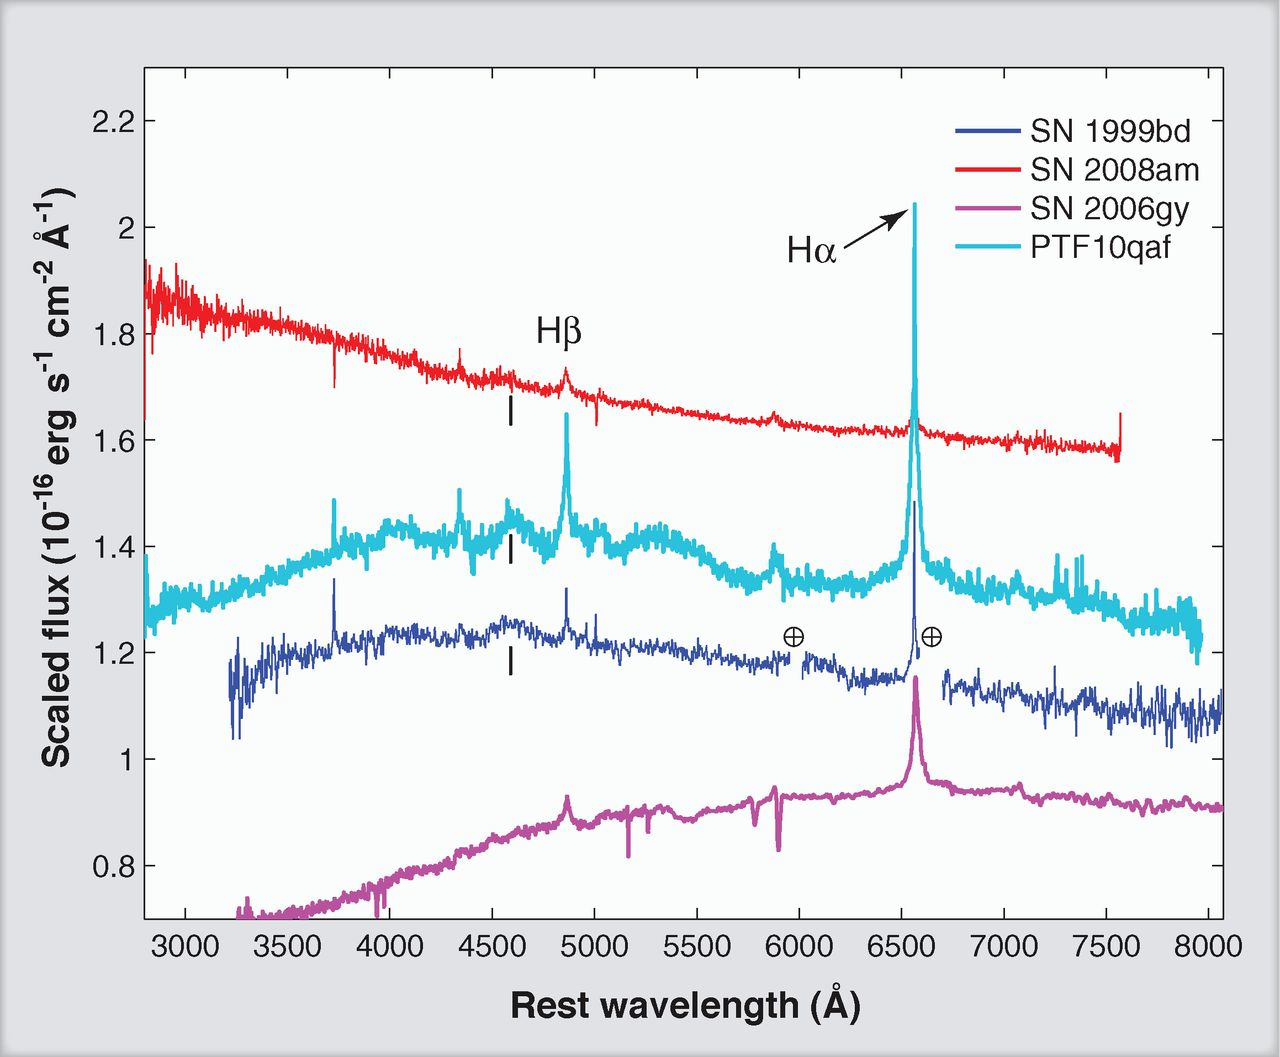 SN 1999bd
SN 2008am
SN 2006gy
PTF10qaf
Hα
Hβ
⊕ ⊕
2.2
2
1.8
1.6
1.4
1.2
1
0.8
3000 3500 4000 4500 5000 5500 6000 6500 7000 7500 8000
Rest wavelength (Å)
Scaled flux (10⁻¹⁶ erg s⁻¹ cm⁻² Å⁻¹)